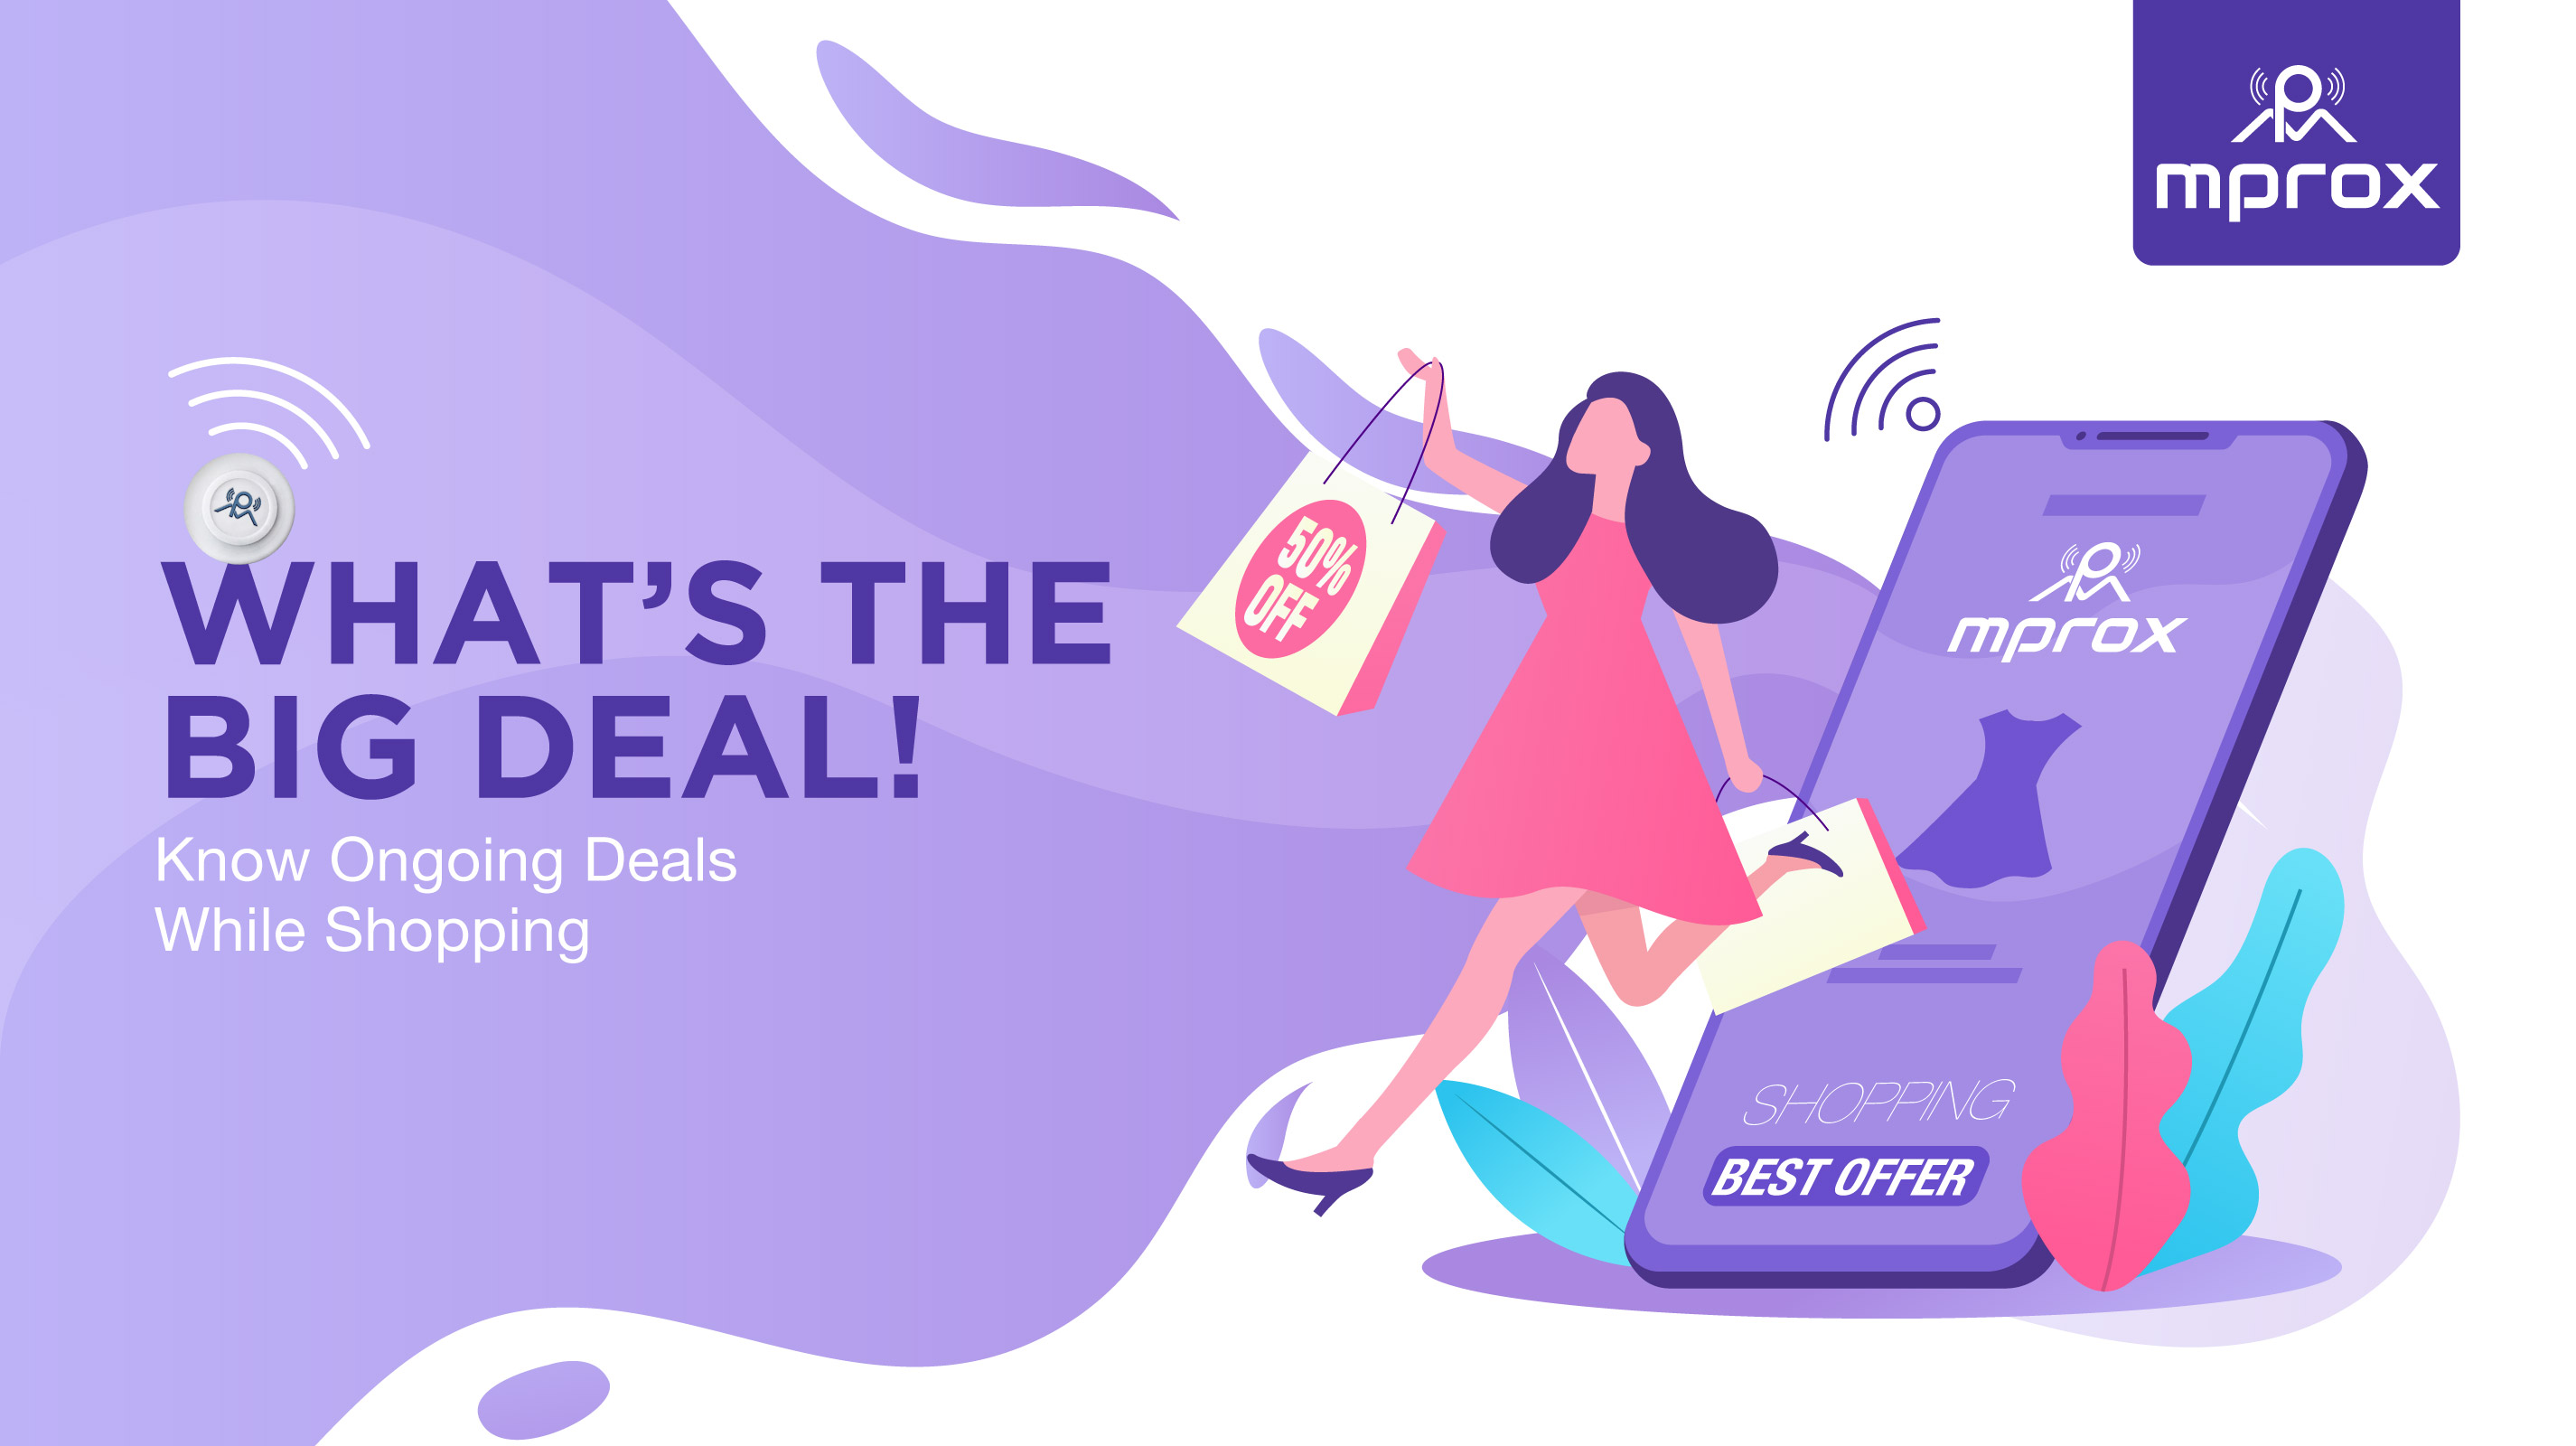 mprox
WHAT'S THE
BIG DEAL!
Know Ongoing Deals
While Shopping
50%
OFF
mprox
SHOPPING
BEST OFFER